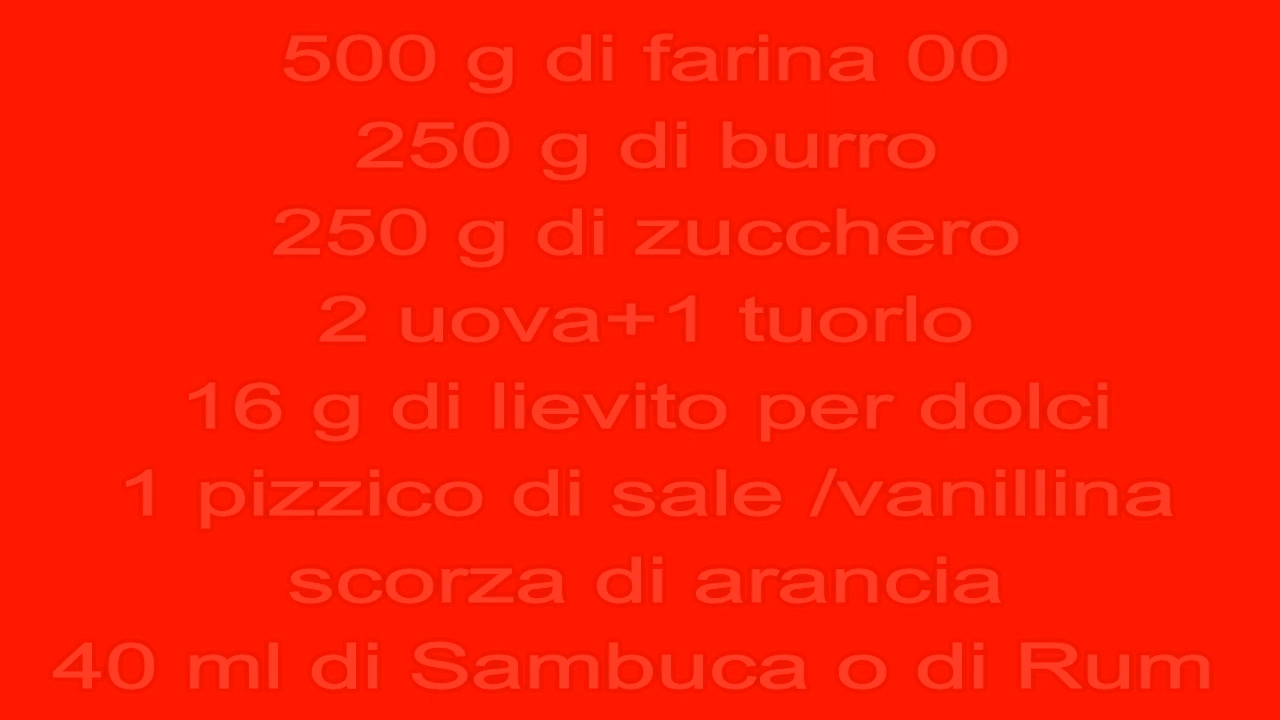 500 g di farina 00
250 g di burro
250 g di zucchero
2 uova+1 tuorlo
16 g di lievito per dolci
1 pizzico di sale /vanillina
scorza di arancia
40 ml di Sambuca o di Rum